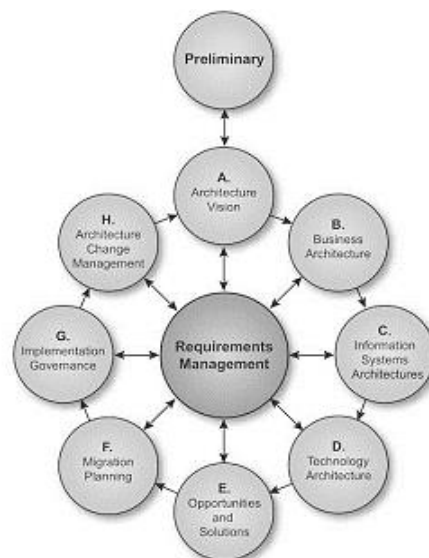 Preliminary
A.
Architecture
Vision
B.
Business
Architecture
C.
Information
Systems
Architectures
D.
Technology
Architecture
E.
Opportunities
and
Solutions
F.
Migration
Planning
G.
Implementation
Governance
H.
Architecture
Change
Management
Requirements
Management